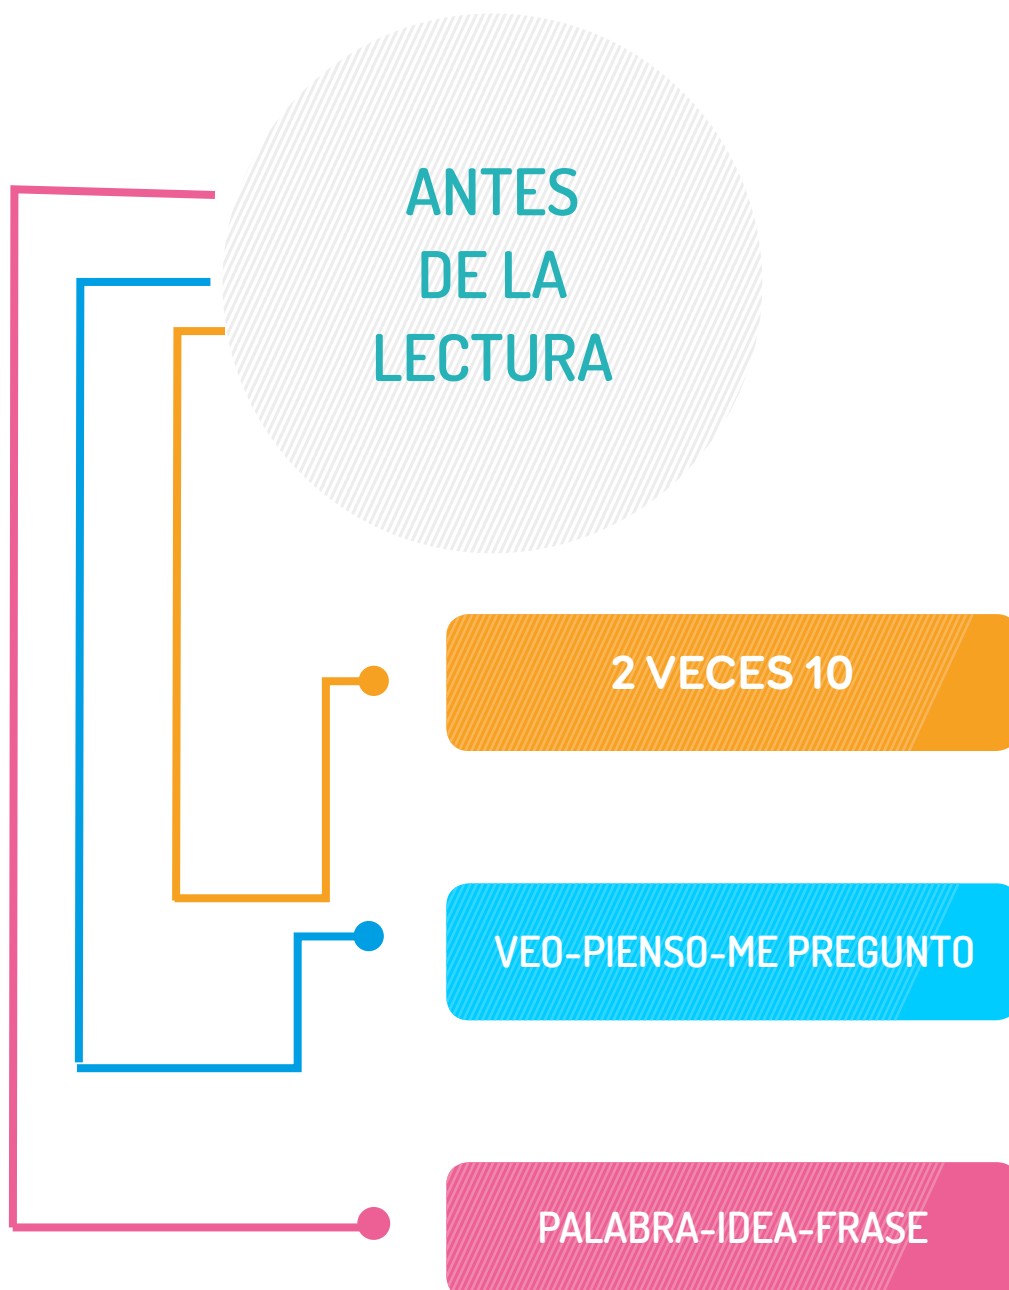 ANTES
DE LA
LECTURA
2 VECES 10
VEO-PIENSO-ME PREGUNTO
PALABRA-IDEA-FRASE